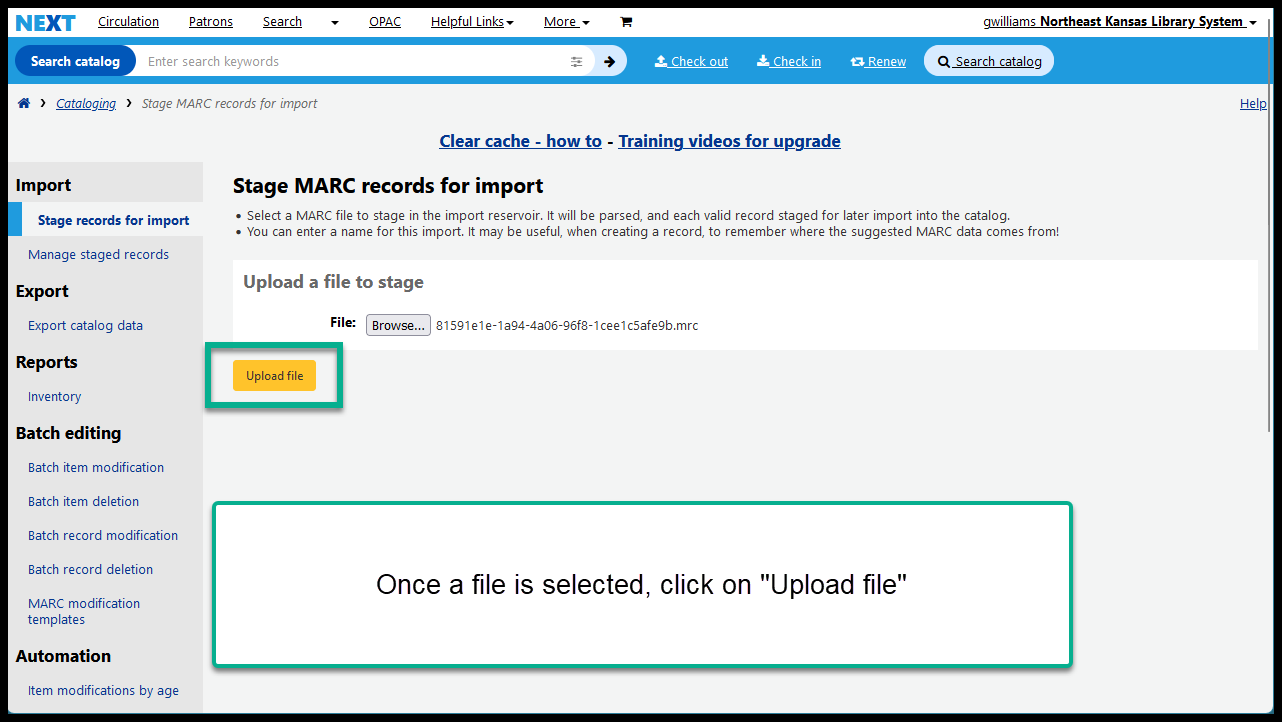 NEXT Circulation Patrons Search OPAC Helpful Links More qwilliams Northeast Kansas Library System
Search catalog Enter search keywords Check out Check in Renew Search catalog
Cataloging Stage MARC records for import Help
Clear cache - how to - Training videos for upgrade
Import
Stage records for import
Manage staged records
Export
Export catalog data
Reports
Inventory
Batch editing
Batch item modification
Batch item deletion
Batch record modification
Batch record deletion
MARC modification
templates
Automation
Item modifications by age
Stage MARC records for import
• Select a MARC file to stage in the import reservoir. It will be parsed, and each valid record staged for later import into the catalog.
• You can enter a name for this import. It may be useful, when creating a record, to remember where the suggested MARC data comes from!
Upload a file to stage
File: Browse... 81591e1e-1a94-4a06-96f8-1cee1c5afe9b.mrc
Upload file
Once a file is selected, click on "Upload file"